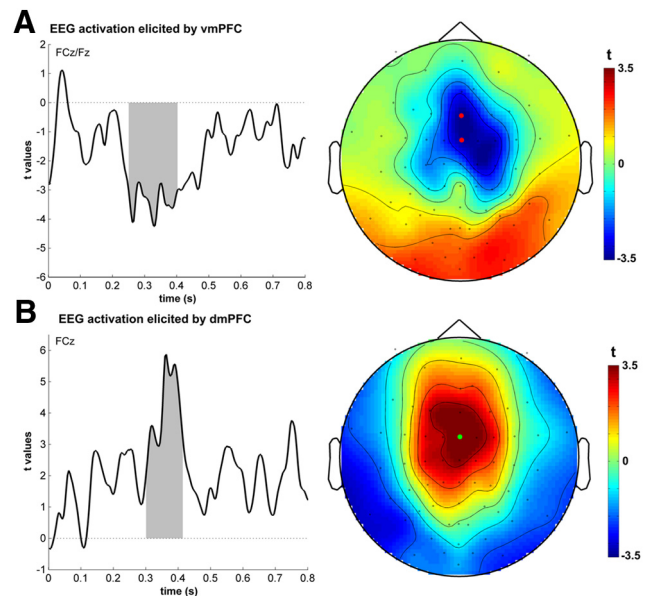 A
EEG activation elicited by vmPFC
FCz/Fz
t values
2
1
0
-1
-2
-3
-4
-5
-6
0 0.1 0.2 0.3 0.4 0.5 0.6 0.7 0.8
time (s)
t
3.5
0
-3.5
B
EEG activation elicited by dmPFC
FCz
t values
6
5
4
3
2
1
0
-1
0 0.1 0.2 0.3 0.4 0.5 0.6 0.7 0.8
time (s)
t
3.5
0
-3.5